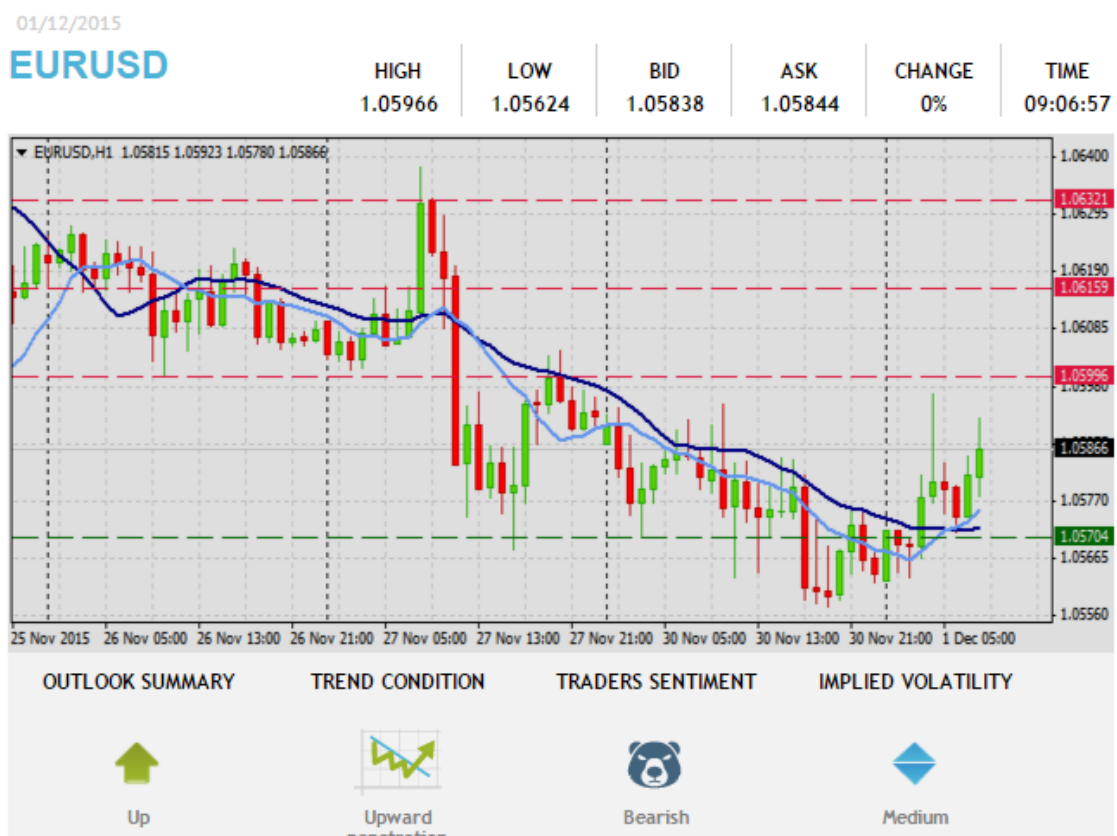 01/12/2015
EURUSD
HIGH LOW BID ASK CHANGE TIME
1.05966 1.05624 1.05838 1.05844 0% 09:06:57
EURUSD,H1 1.05815 1.05923 1.05780 1.05866
1.06400
1.06321
1.06295
1.06190
1.06159
1.06085
1.05996
1.05980
1.05866
1.05770
1.05704
1.05665
1.05560
25 Nov 2015 26 Nov 05:00 26 Nov 13:00 26 Nov 21:00 27 Nov 05:00 27 Nov 13:00 27 Nov 21:00 30 Nov 05:00 30 Nov 13:00 30 Nov 21:00 1 Dec 05:00
OUTLOOK SUMMARY TREND CONDITION TRADERS SENTIMENT IMPLIED VOLATILITY
Up Upward Bearish Medium
penetration